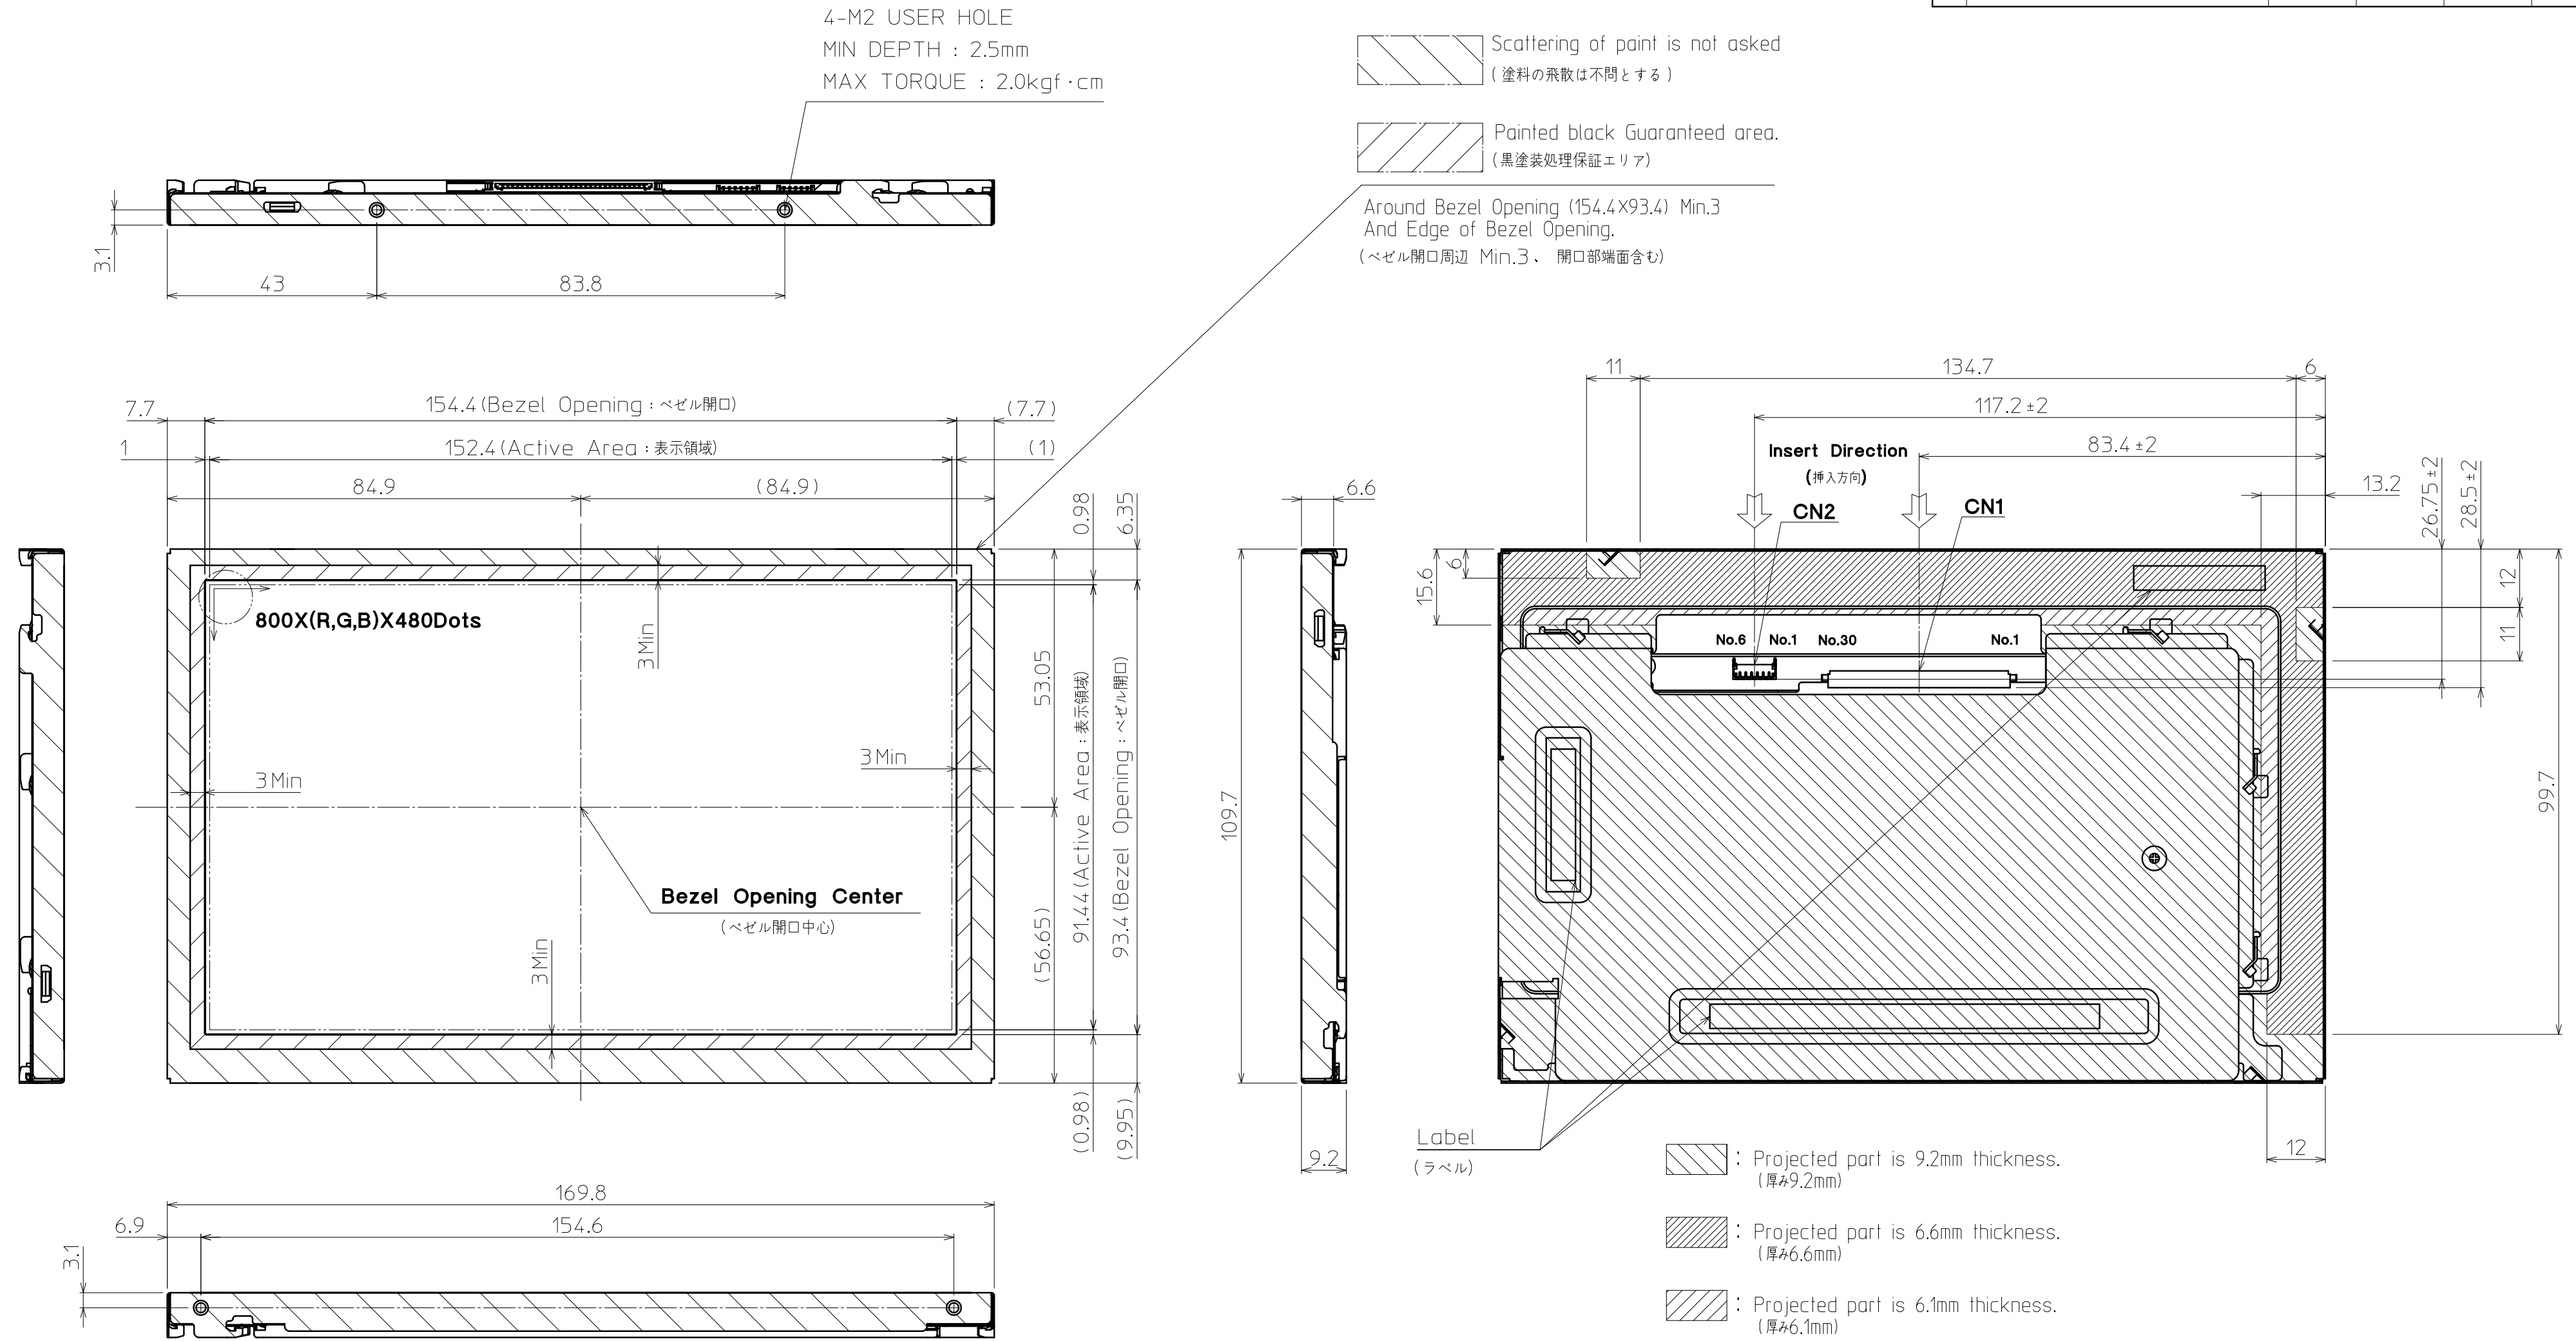 4-M2 USER HOLE
MIN DEPTH : 2.5mm
MAX TORQUE : 2.0kgf·cm
Scattering of paint is not asked
(塗料の飛散は不問とする)
Painted black Guaranteed area.
(黒塗装処理保証エリア)
Around Bezel Opening (154.4X93.4) Min.3
And Edge of Bezel Opening.
(ベゼル開口周辺 Min.3、 開口部端面含む)
3.1
43
83.8
7.7
154.4(Bezel Opening：ベゼル開口)
(7.7)
1
152.4(Active Area：表示領域)
(1)
84.9
(84.9)
0.98
6.35
800X(R,G,B)X480Dots
3Min
53.05
3Min
3Min
91.44(Active Area：表示領域)
93.4(Bezel Opening：ベゼル開口)
Bezel Opening Center
(ベゼル開口中心)
3Min
(56.65)
(0.98)
(9.95)
169.8
6.9
154.6
3.1
6.6
109.7
9.2
11
134.7
6
117.2±2
83.4±2
Insert Direction
(挿入方向)
13.2
26.75±2
28.5±2
CN2
CN1
15.6
6
12
11
No.6
No.1
No.30
No.1
99.7
12
Label
(ラベル)
: Projected part is 9.2mm thickness.
(厚み9.2mm)
: Projected part is 6.6mm thickness.
(厚み6.6mm)
: Projected part is 6.1mm thickness.
(厚み6.1mm)